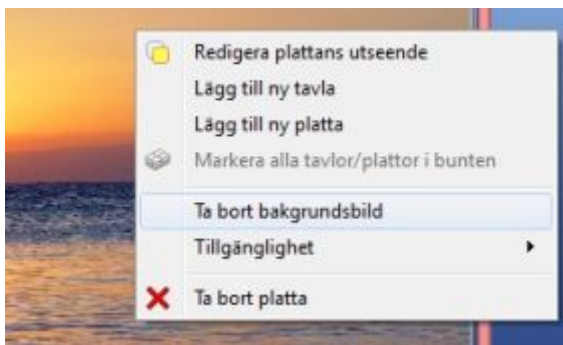 Redigera plattans utseende
Lägg till ny tavla
Lägg till ny platta
Markera alla tavlor/plattor i bunten
Ta bort bakgrundsbild
Tillgänglighet
Ta bort platta